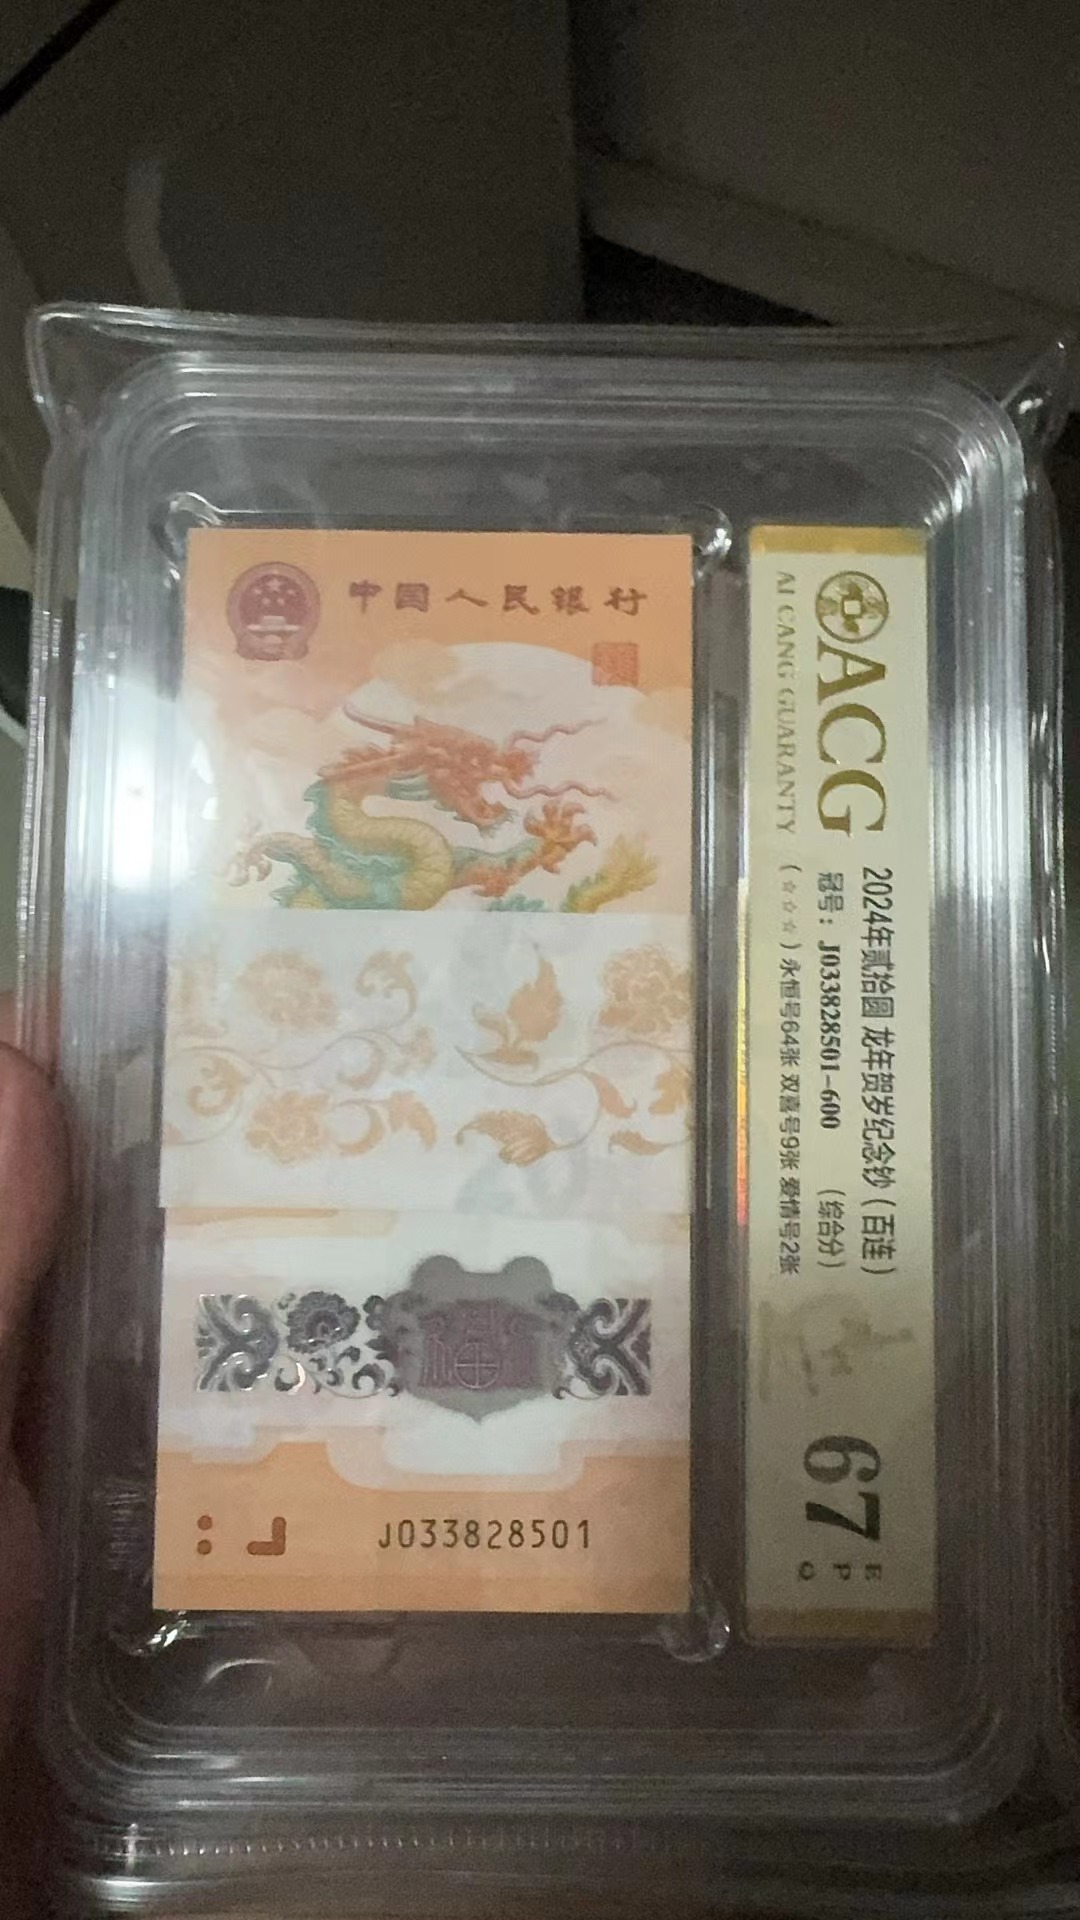 中国人民银行
J033828501
ACG
AI CANG GUARANTY
2024年贰拾圆 龙年贺岁纪念钞（百连）
冠号：J033828501-600 （综合分）
（☆☆☆）永恒号64张 双喜号9张 爱情号2张
67
E
P
Q